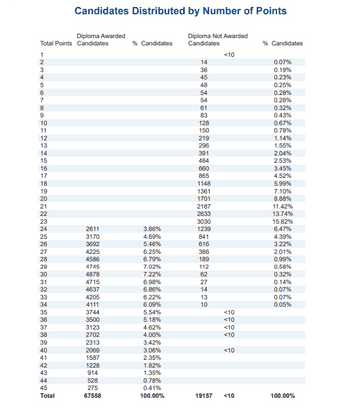 Candidates Distributed by Number of Points
Diploma Awarded Diploma Not Awarded
Total Points Candidates % Candidates Candidates % Candidates
1 <10
2 14 0.07%
3 36 0.19%
4 45 0.23%
5 48 0.25%
6 54 0.28%
7 54 0.28%
8 61 0.32%
9 83 0.43%
10 128 0.67%
11 150 0.78%
12 219 1.14%
13 296 1.55%
14 391 2.04%
15 484 2.53%
16 660 3.45%
17 865 4.52%
18 1148 5.99%
19 1361 7.10%
20 1701 8.88%
21 2187 11.42%
22 2633 13.74%
23 3030 15.82%
24 2611 3.86% 1239 6.47%
25 3170 4.69% 841 4.39%
26 3692 5.46% 616 3.22%
27 4225 6.25% 386 2.01%
28 4586 6.79% 189 0.99%
29 4745 7.02% 112 0.58%
30 4878 7.22% 62 0.32%
31 4715 6.98% 27 0.14%
32 4637 6.86% 14 0.07%
33 4205 6.22% 13 0.07%
34 4111 6.09% 10 0.05%
35 3744 5.54% <10
36 3500 5.18% <10
37 3123 4.62% <10
38 2702 4.00% <10
39 2313 3.42%
40 2069 3.06% <10
41 1587 2.35%
42 1228 1.82%
43 914 1.35%
44 528 0.78%
45 275 0.41%
Total 67558 100.00% 19157 <10 100.00%